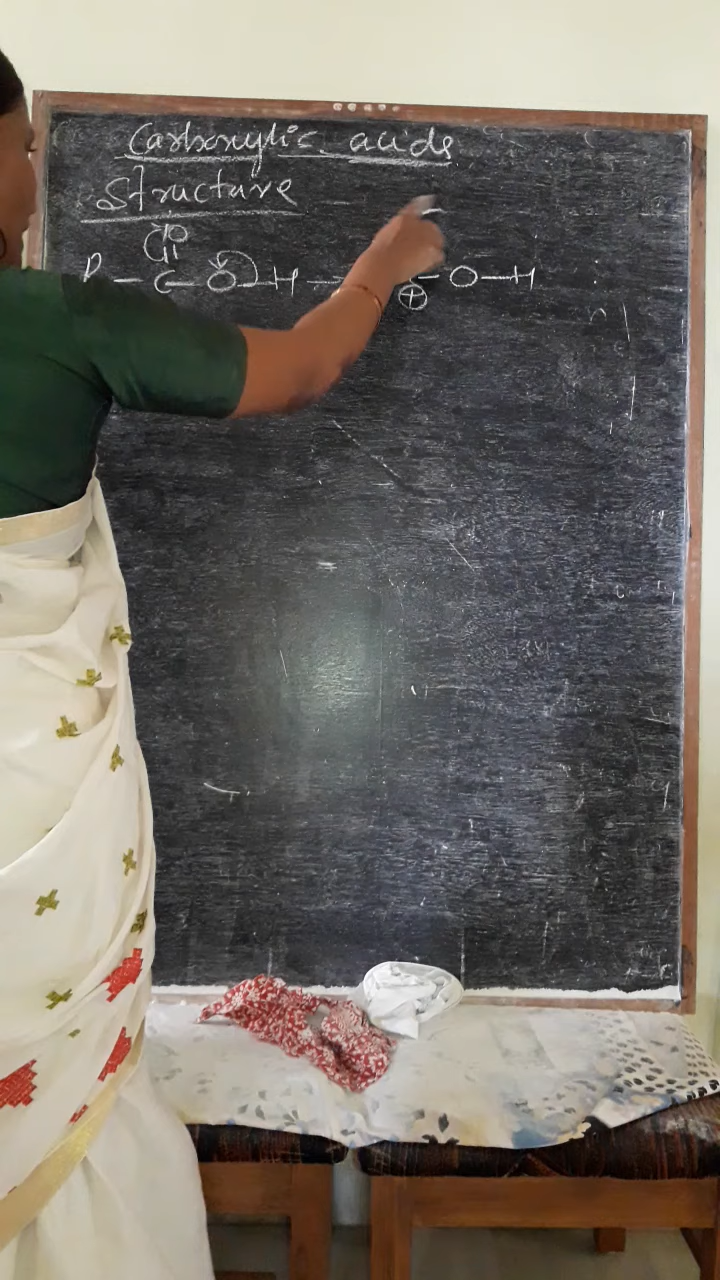 Carboxylic acids
Structure
O
R — C — O — H — ⊕ — O — H